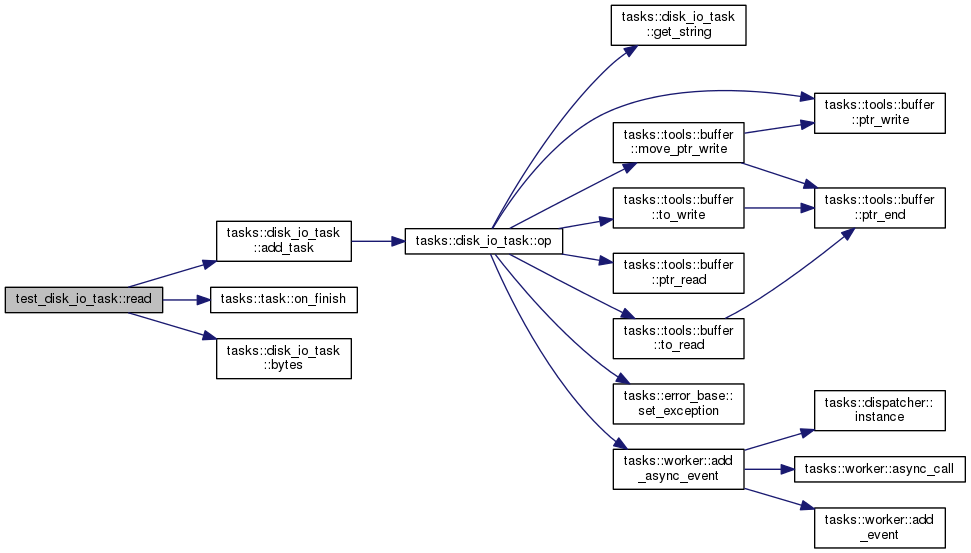 test_disk_io_task::read
tasks::disk_io_task
::add_task
tasks::task::on_finish
tasks::disk_io_task
::bytes
tasks::disk_io_task::op
tasks::disk_io_task
::get_string
tasks::tools::buffer
::move_ptr_write
tasks::tools::buffer
::to_write
tasks::tools::buffer
::ptr_read
tasks::tools::buffer
::to_read
tasks::error_base::
set_exception
tasks::worker::add
_async_event
tasks::tools::buffer
::ptr_write
tasks::tools::buffer
::ptr_end
tasks::dispatcher::
instance
tasks::worker::async_call
tasks::worker::add
_event